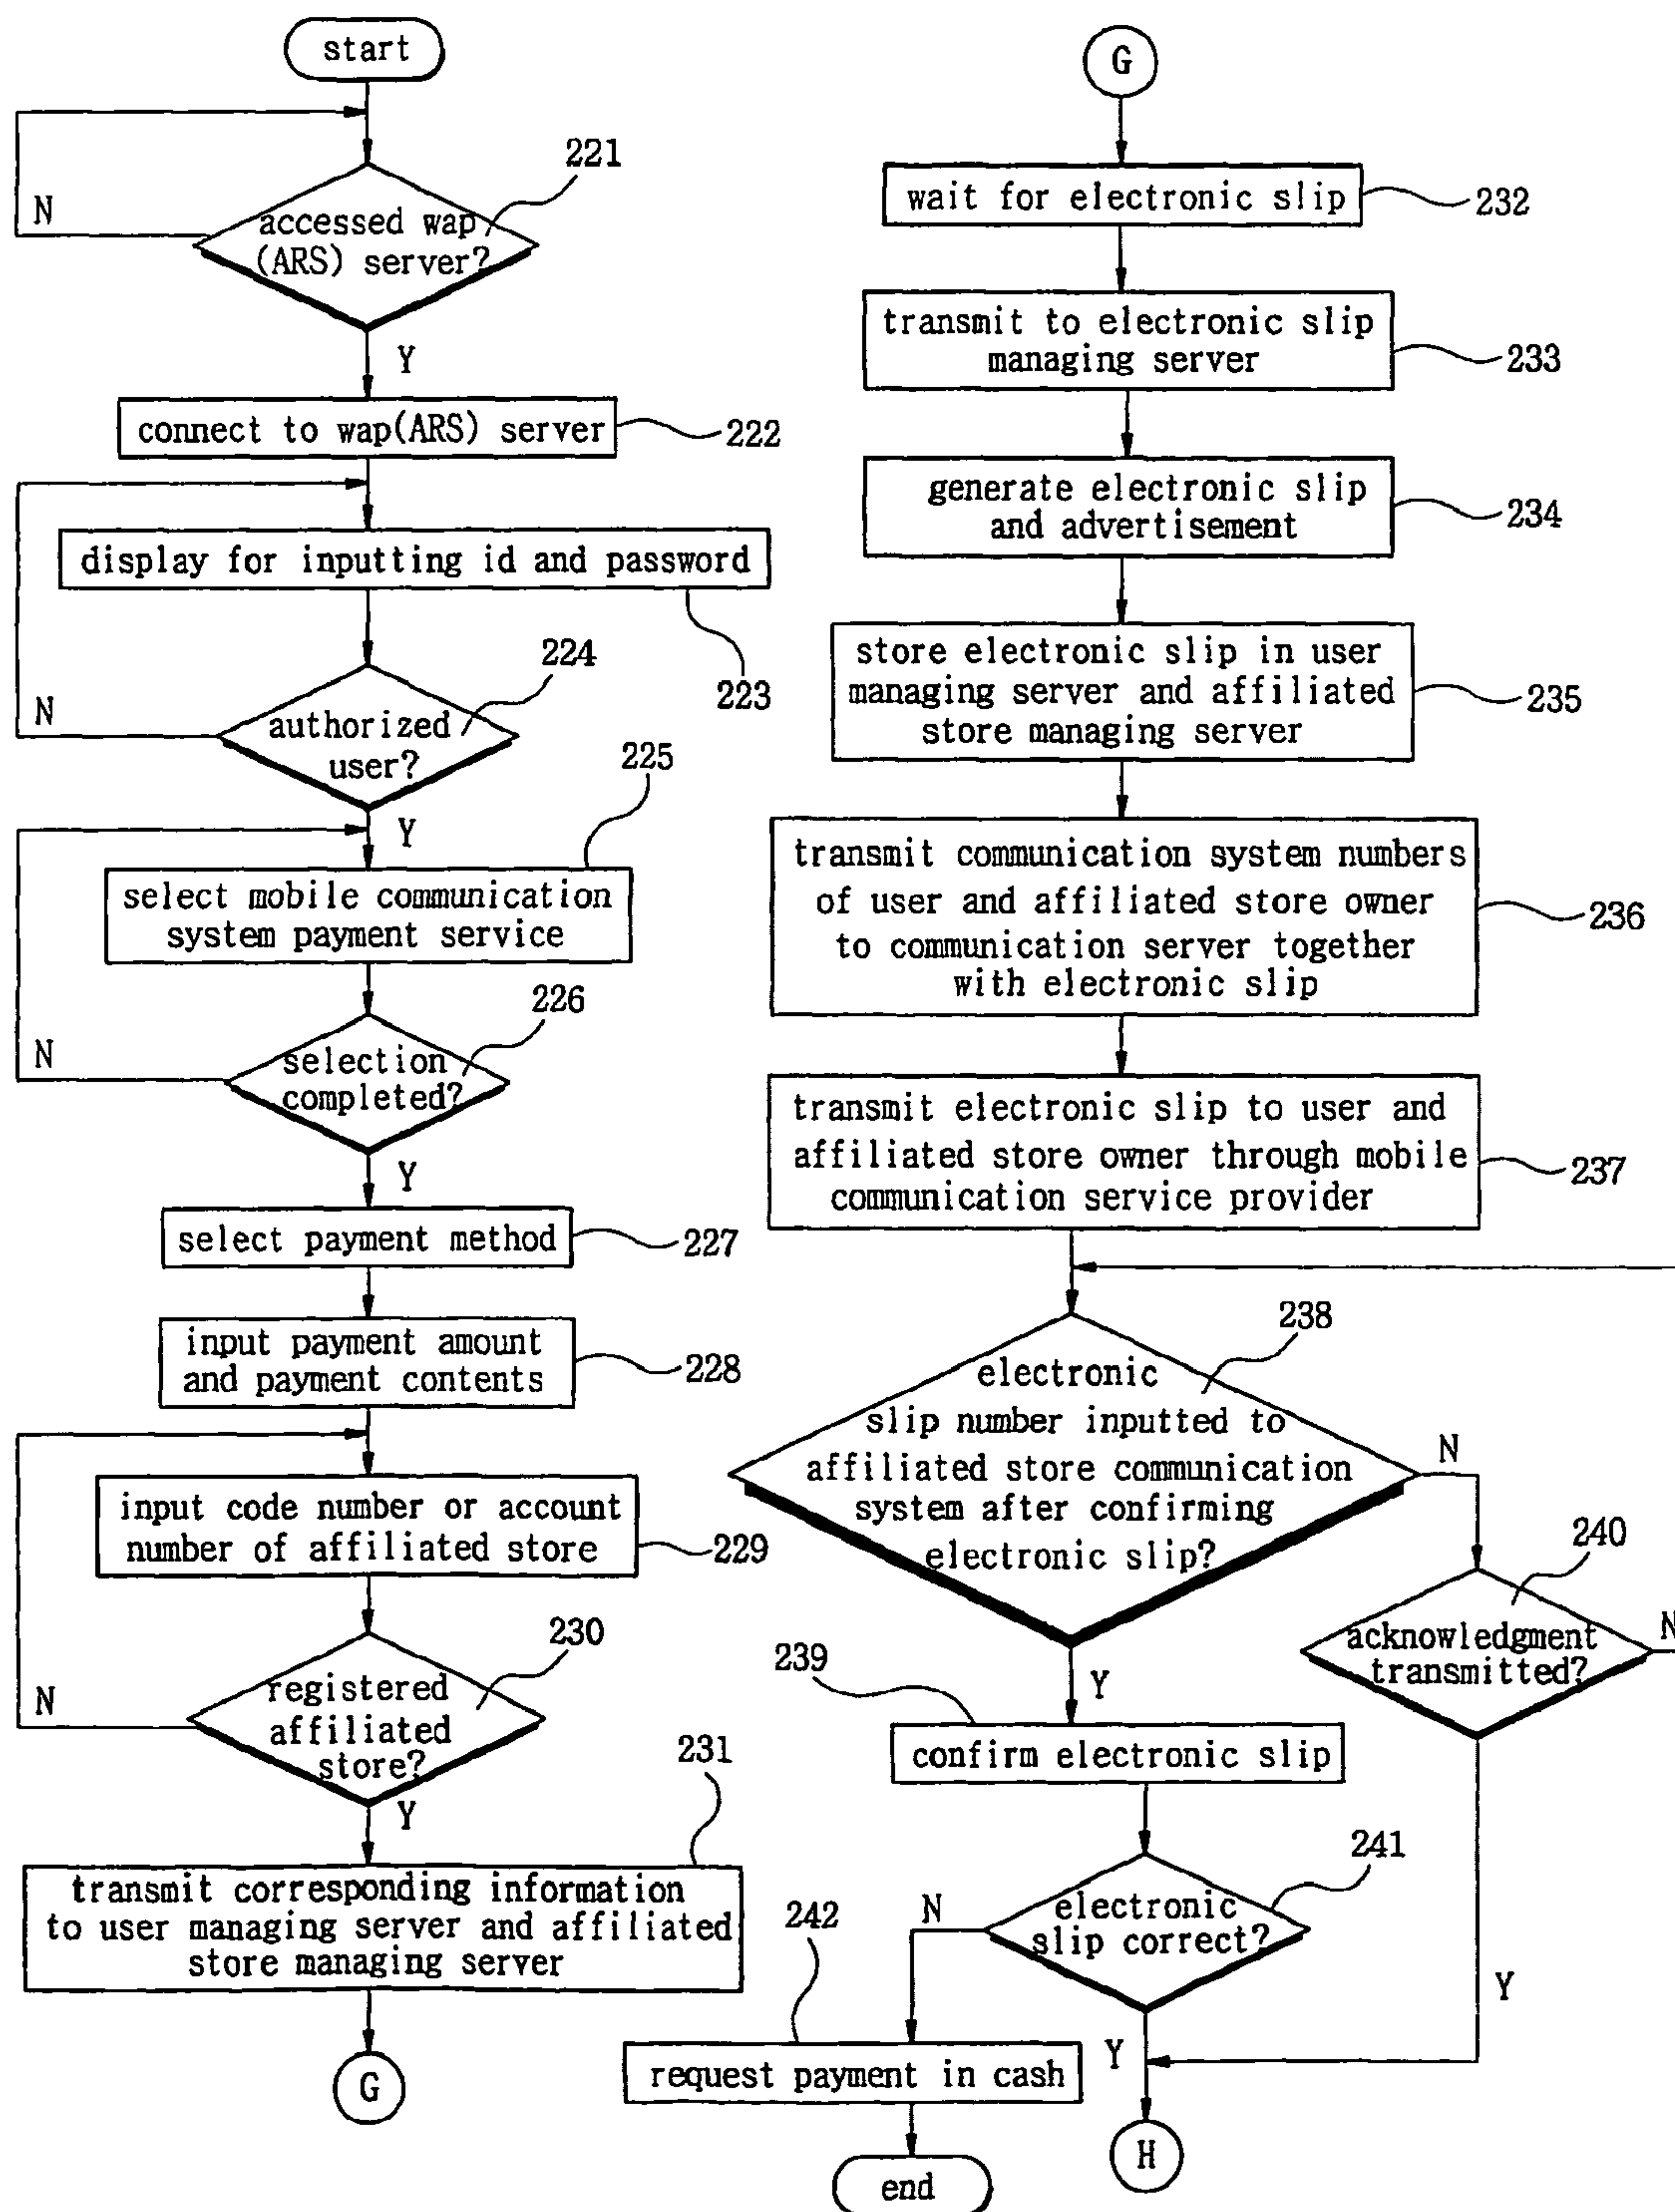 start
221
N
accessed wap
(ARS) server?
Y
connect to wap(ARS) server
222
display for inputting id and password
223
224
N
authorized
user?
Y
225
select mobile communication
system payment service
226
N
selection
completed?
Y
select payment method
227
input payment amount
and payment contents
228
input code number or account
number of affiliated store
229
230
N
registered
affiliated
store?
Y
231
transmit corresponding information
to user managing server and affiliated
store managing server
G
G
wait for electronic slip
232
transmit to electronic slip
managing server
233
generate electronic slip
and advertisement
234
store electronic slip in user
managing server and affiliated
store managing server
235
transmit communication system numbers
of user and affiliated store owner
to communication server together
with electronic slip
236
transmit electronic slip to user and
affiliated store owner through mobile
communication service provider
237
238
electronic
slip number inputted to
affiliated store communication
system after confirming
electronic slip?
N
240
acknowledgment
transmitted?
N
239
Y
confirm electronic slip
241
electronic
slip correct?
N
242
Y
Y
request payment in cash
H
end